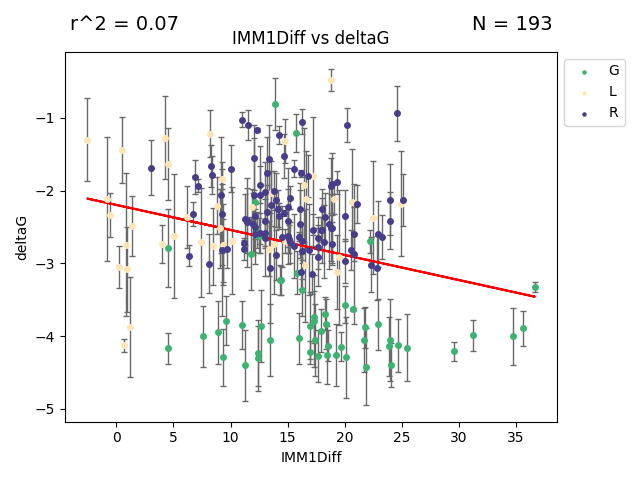 r^2 = 0.07
N = 193
IMM1Diff vs deltaG
G
L
R
−1
−2
−3
−4
−5
deltaG
0 5 10 15 20 25 30 35
IMM1Diff